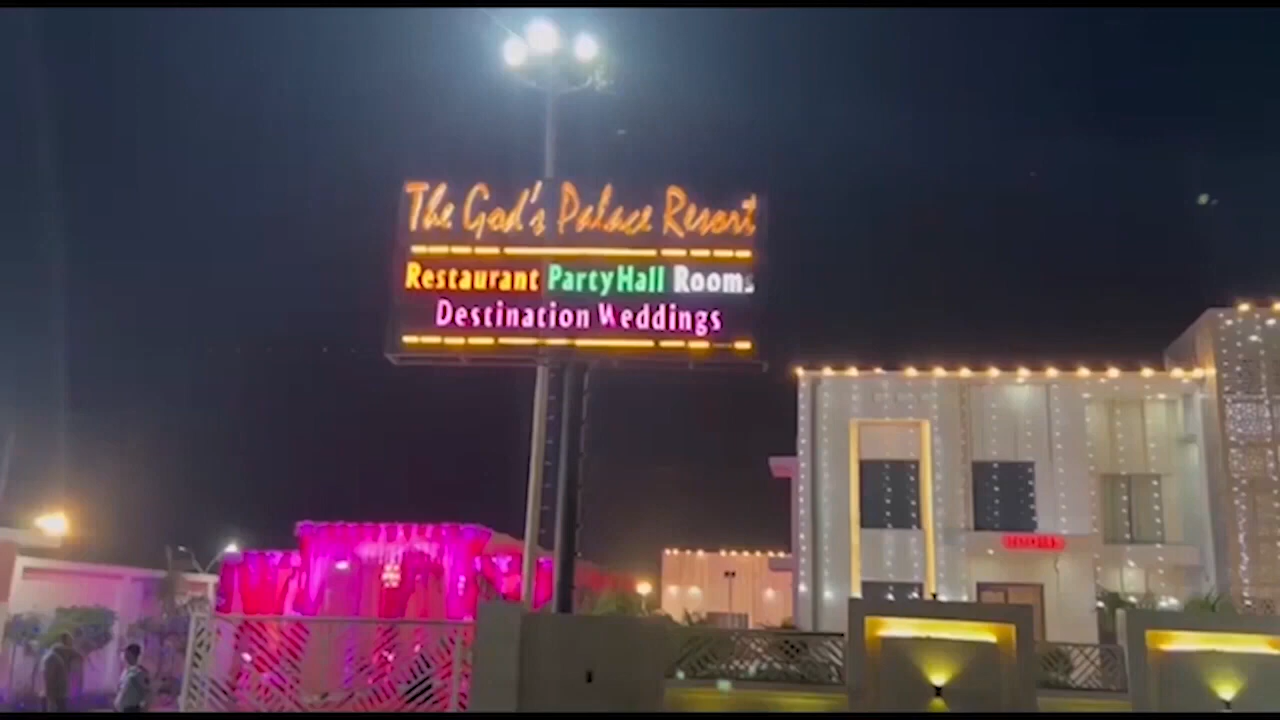 The God's Palace Resort
Restaurant PartyHall Rooms
Destination Weddings